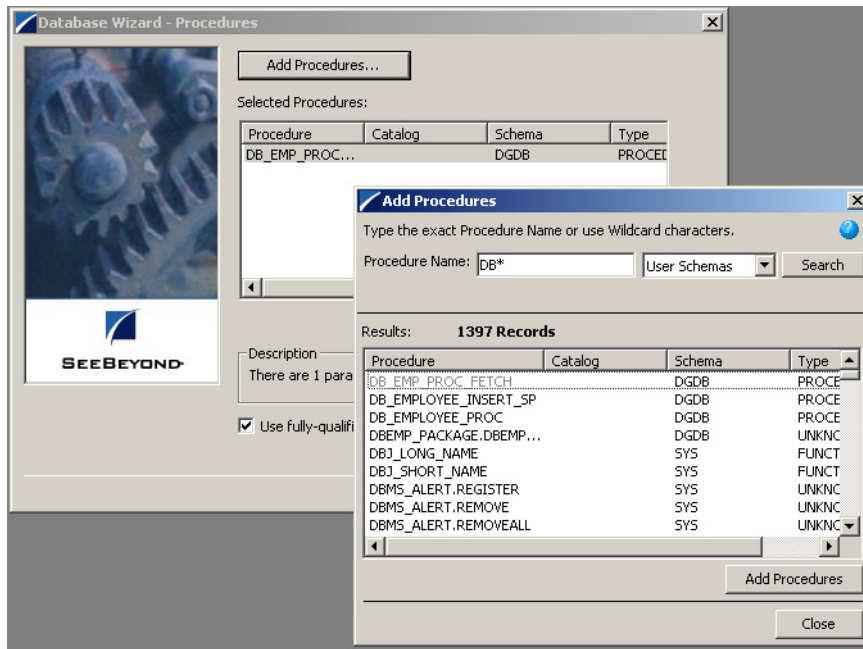 Database Wizard - Procedures
Add Procedures...
Selected Procedures:
Procedure Catalog Schema Type
DB_EMP_PROC... DGDB PROCED
SEEBEYOND
Description
There are 1 para
Use fully-qualifi
Add Procedures
Type the exact Procedure Name or use Wildcard characters.
Procedure Name: DB* User Schemas Search
Results: 1397 Records
Procedure Catalog Schema Type
DB_EMP_PROC_FETCH DGDB PROCE
DB_EMPLOYEE_INSERT_SP DGDB PROCE
DB_EMPLOYEE_PROC DGDB PROCE
DBEMP_PACKAGE.DBEMP... DGDB UNKNC
DBJ_LONG_NAME SYS FUNCT
DBJ_SHORT_NAME SYS FUNCT
DBMS_ALERT.REGISTER SYS UNKNC
DBMS_ALERT.REMOVE SYS UNKNC
DBMS_ALERT.REMOVEALL SYS UNKNC
Add Procedures
Close